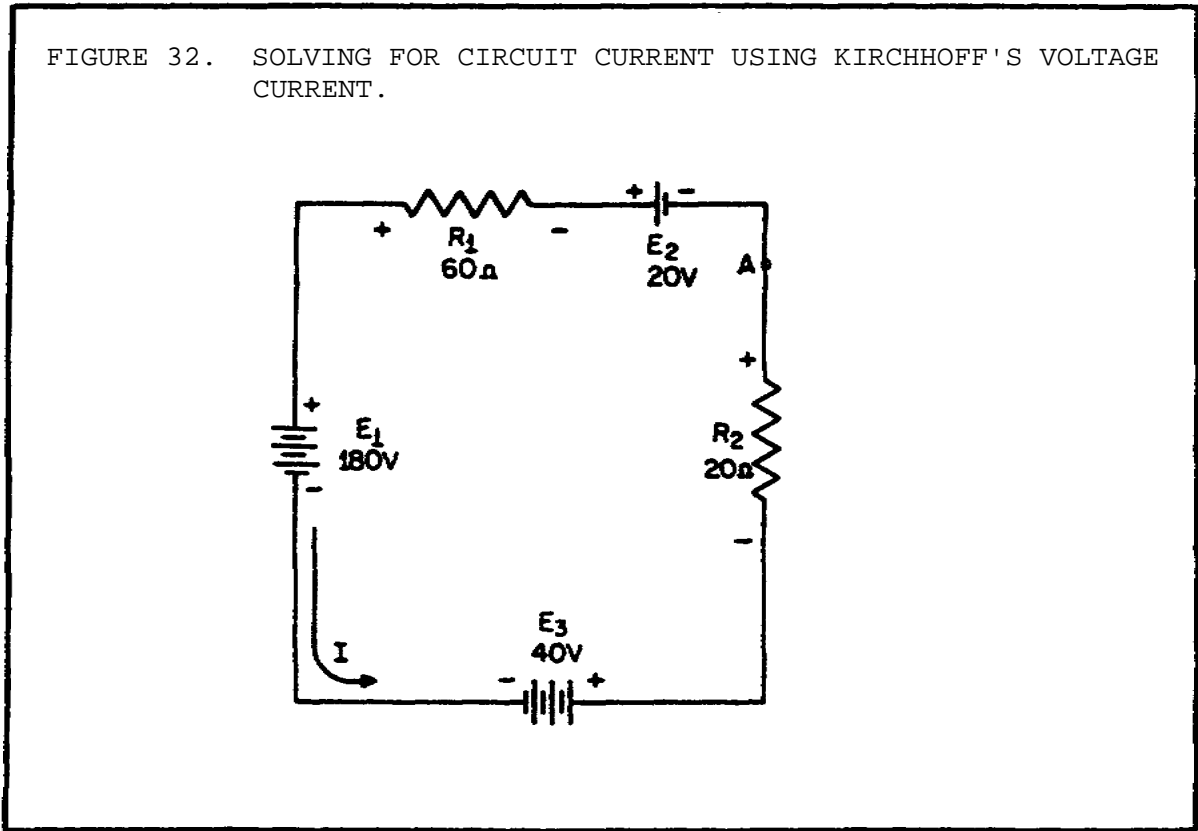 FIGURE 32. SOLVING FOR CIRCUIT CURRENT USING KIRCHHOFF'S VOLTAGE
CURRENT.
+ -
+ R1 -
60Ω
E2
20V
A
+
+
E1
180V
-
R2
20Ω
-
I
E3
40V
- +